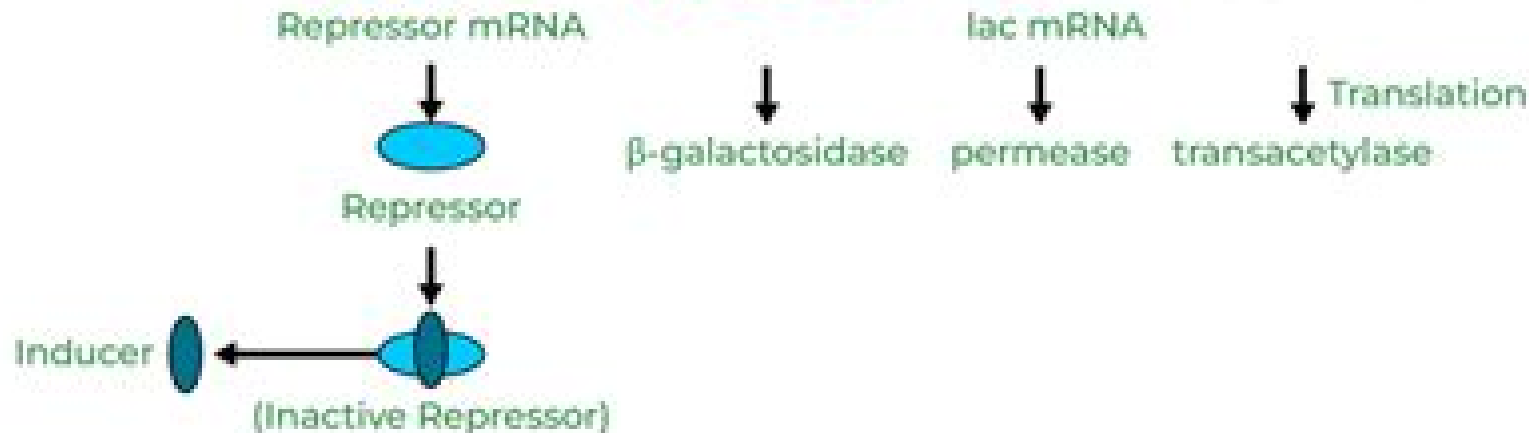 Repressor mRNA
lac mRNA
Translation
β-galactosidase
permease
transacetylase
Repressor
Inducer
(Inactive Repressor)